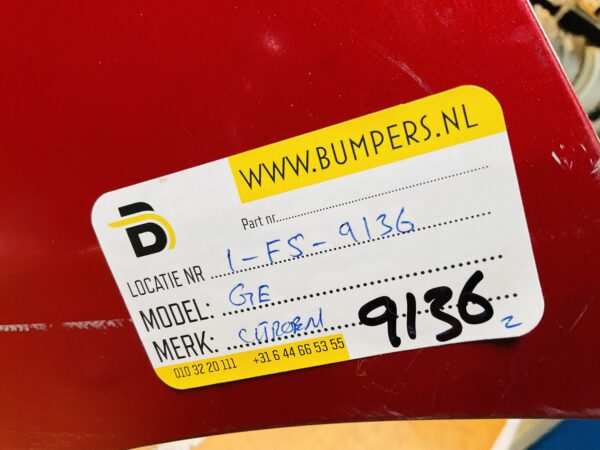 WWW.BUMPERS.NL
Part nr.
LOCATIE NR 1-FS-9136
MODEL: GE
MERK: CITROEN 9136 2
010 32 20 111 +31 6 44 66 53 55